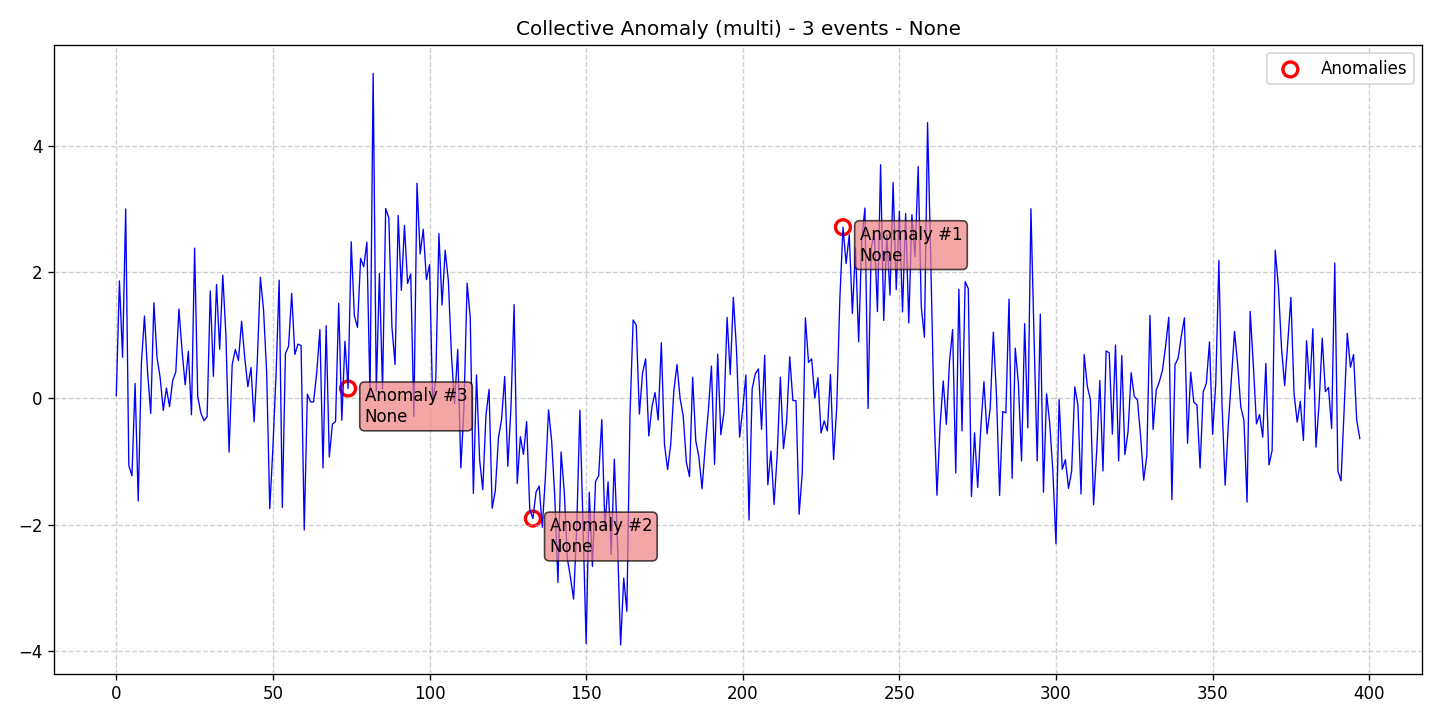 Collective Anomaly (multi) - 3 events - None
Anomalies
4
2
0
−2
−4
Anomaly #1
None
Anomaly #3
None
Anomaly #2
None
0
50
100
150
200
250
300
350
400